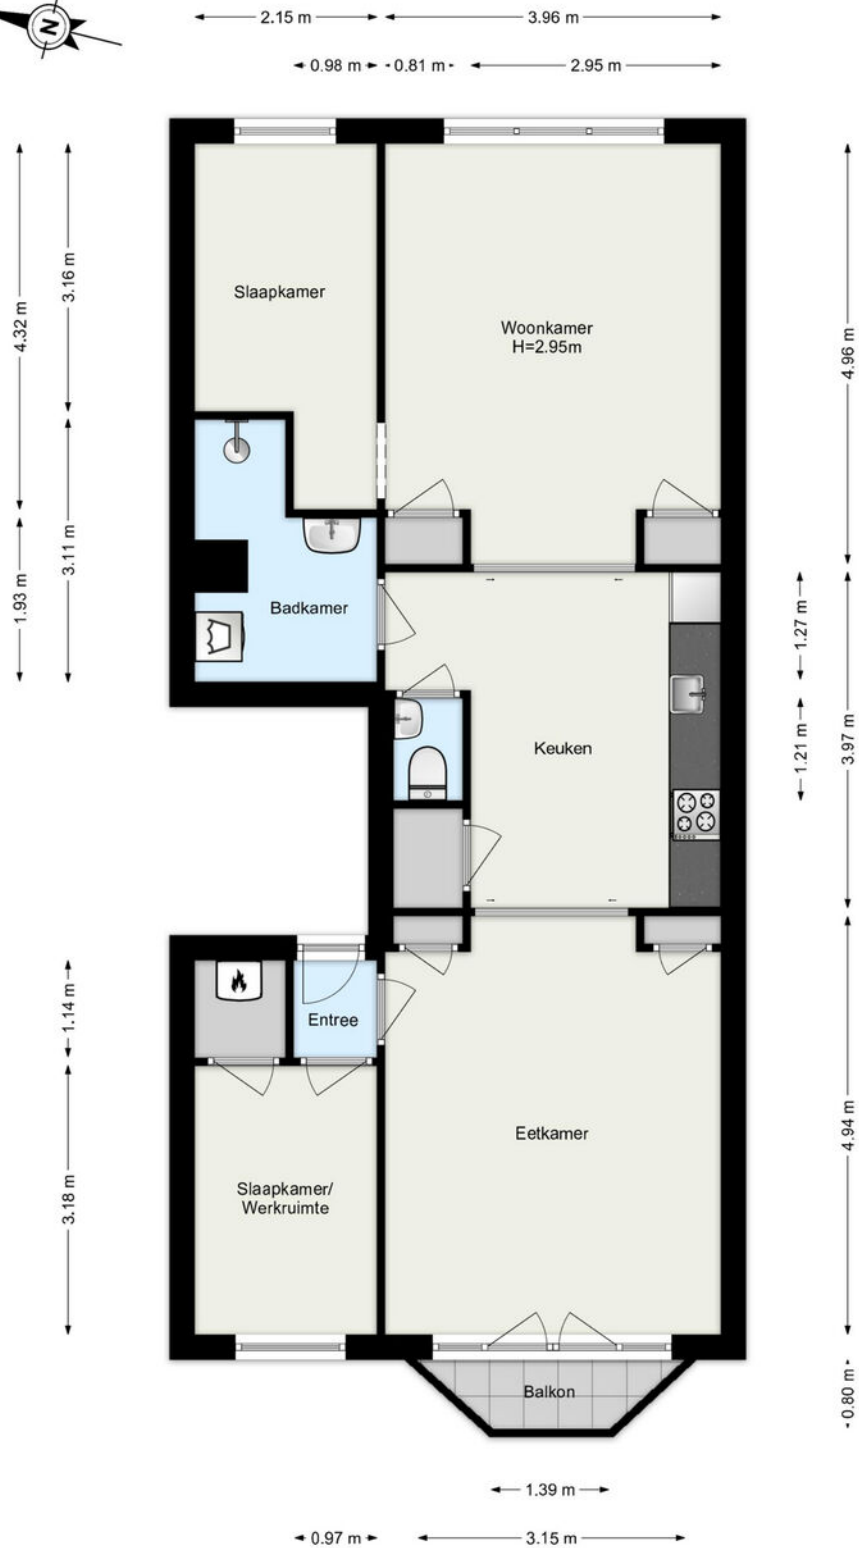 N
2.15 m
3.96 m
0.98 m
0.81 m
2.95 m
4.32 m
3.16 m
Slaapkamer
Woonkamer
H=2.95m
4.96 m
1.93 m
3.11 m
Badkamer
1.27 m
3.97 m
1.21 m
Keuken
1.14 m
Entree
Eetkamer
4.94 m
3.18 m
Slaapkamer/
Werkruimte
Balkon
0.80 m
1.39 m
0.97 m
3.15 m